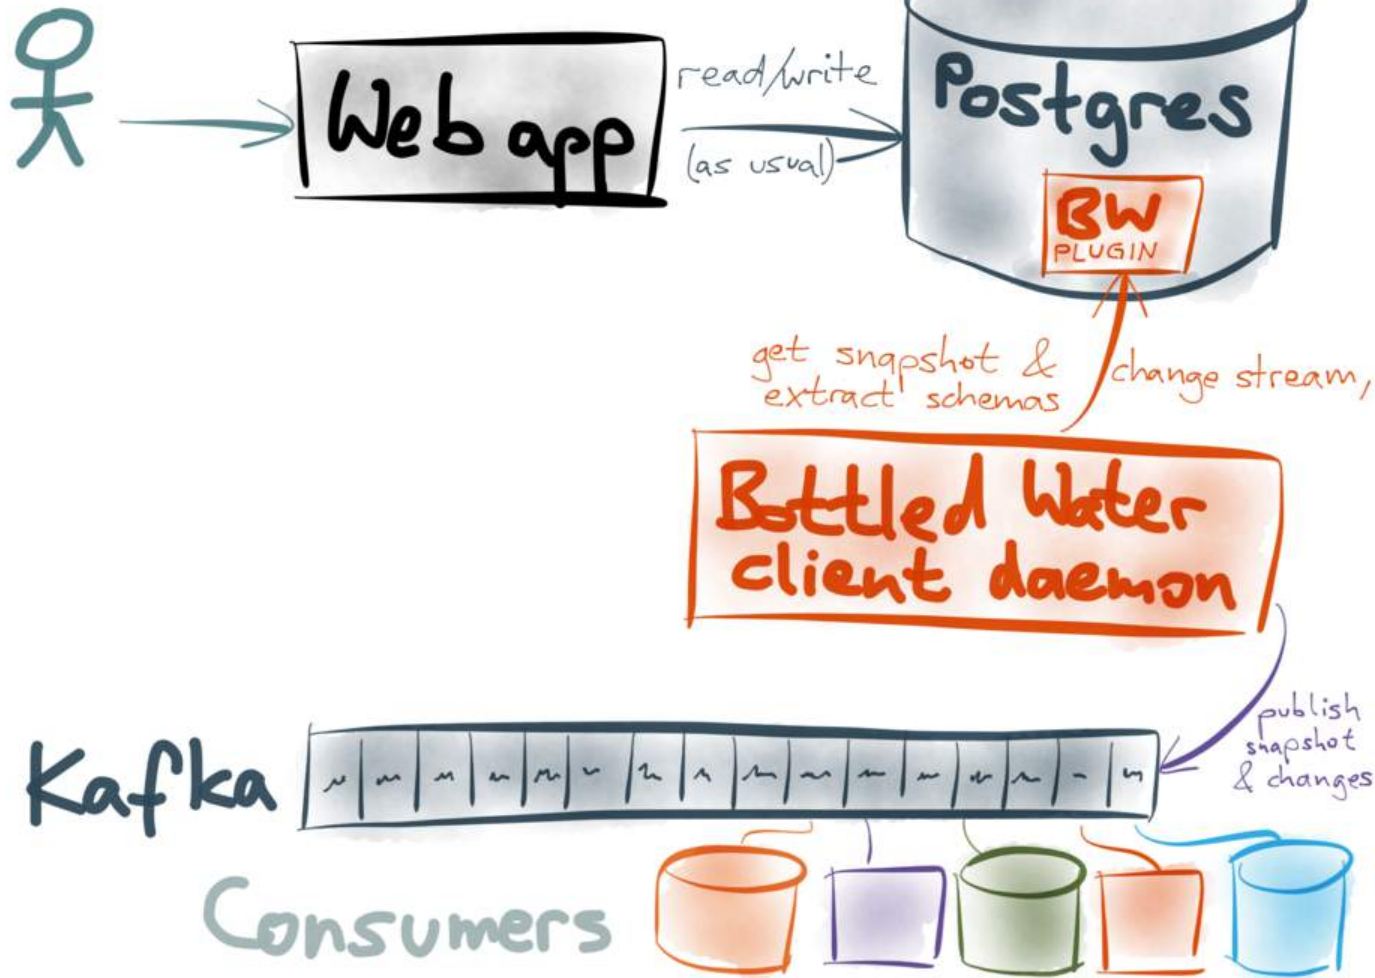 Web app
read/write
(as usual)
Postgres
BW
PLUGIN
get snapshot &
extract schemas
change stream,
Bottled Water
client daemon
publish
snapshot
& changes
Kafka
Consumers